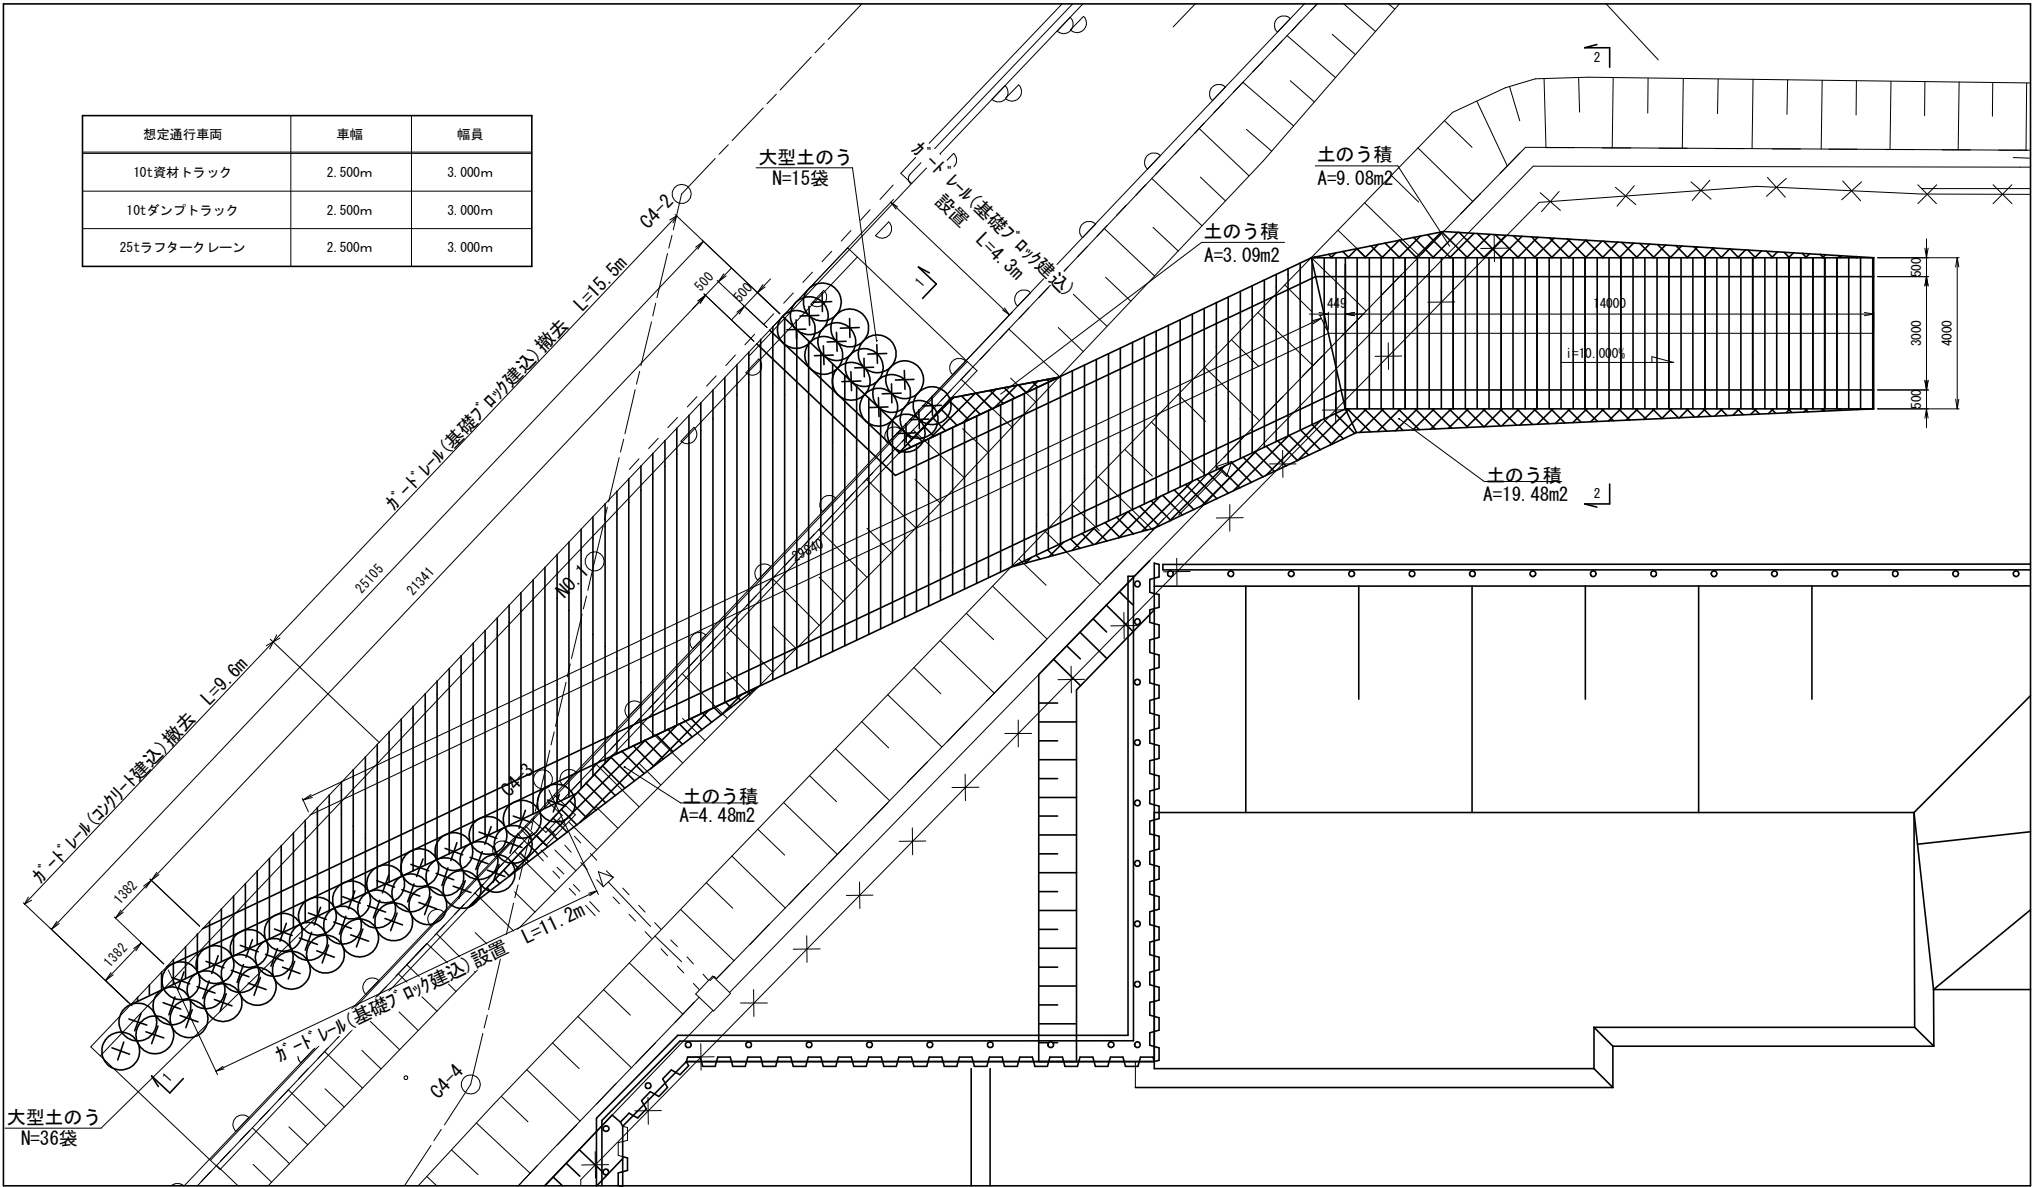 想定通行車両 車幅 幅員
10t資材トラック 2.500m 3.000m
10tダンプトラック 2.500m 3.000m
25tラフタークレーン 2.500m 3.000m
大型土のう
N=15袋
ガードレール(基礎ブロック建込)
設置 L=4.3m
土のう積
A=9.08m2
土のう積
A=3.09m2
2
C4-2
ガードレール(基礎ブロック建込)撤去 L=15.5m
500
500
1
449
14000
i=10.000%
500
3000
4000
500
土のう積
A=19.48m2
2
NO.1
29840
25105
21341
ガードレール(コンクリート建込)撤去 L=9.6m
C4-3
土のう積
A=4.48m2
1382
1382
ガードレール(基礎ブロック建込)設置 L=11.2m
C4-4
1
大型土のう
N=36袋